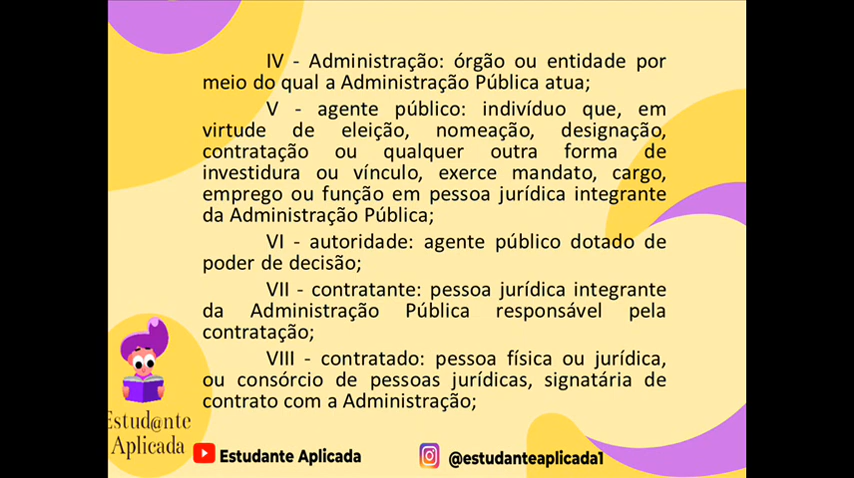 IV - Administração: órgão ou entidade por
meio do qual a Administração Pública atua;
V - agente público: indivíduo que, em
virtude de eleição, nomeação, designação,
contratação ou qualquer outra forma de
investidura ou vínculo, exerce mandato, cargo,
emprego ou função em pessoa jurídica integrante
da Administração Pública;
VI - autoridade: agente público dotado de
poder de decisão;
VII - contratante: pessoa jurídica integrante
da Administração Pública responsável pela
contratação;
VIII - contratado: pessoa física ou jurídica,
ou consórcio de pessoas jurídicas, signatária de
contrato com a Administração;
Estud@nte
Aplicada
Estudante Aplicada
@estudanteaplicada1